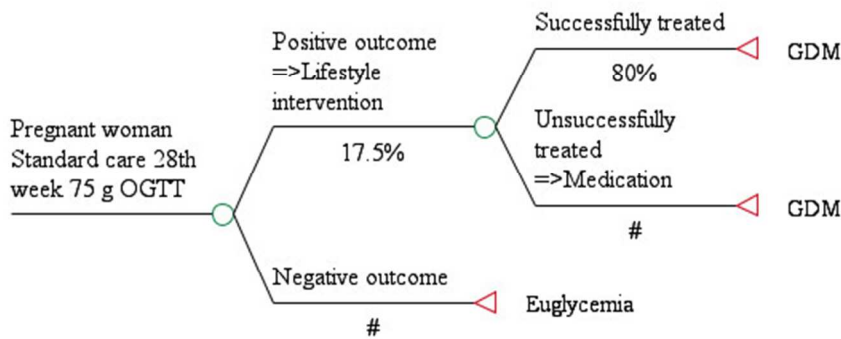 Positive outcome
=>Lifestyle
intervention
17.5%
Successfully treated
80%
GDM
Unsuccessfully
treated
=>Medication
#
GDM
Pregnant woman
Standard care 28th
week 75 g OGTT
Negative outcome
#
Euglycemia